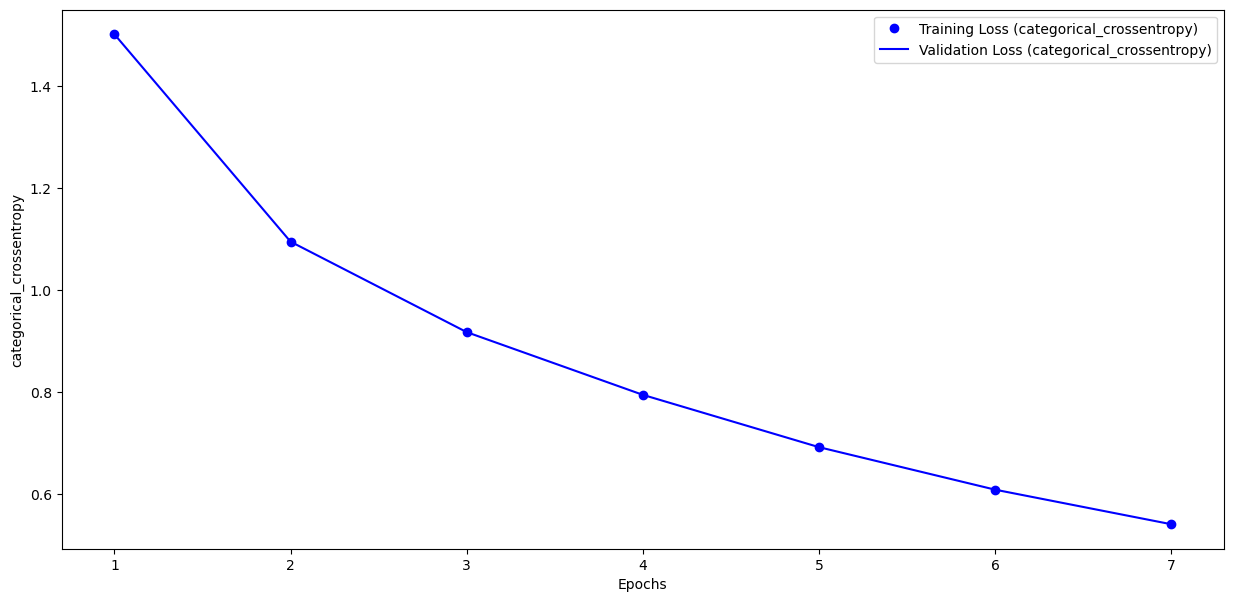 Training Loss (categorical_crossentropy)
Validation Loss (categorical_crossentropy)
categorical_crossentropy
1.4
1.2
1.0
0.8
0.6
1 2 3 4 5 6 7
Epochs